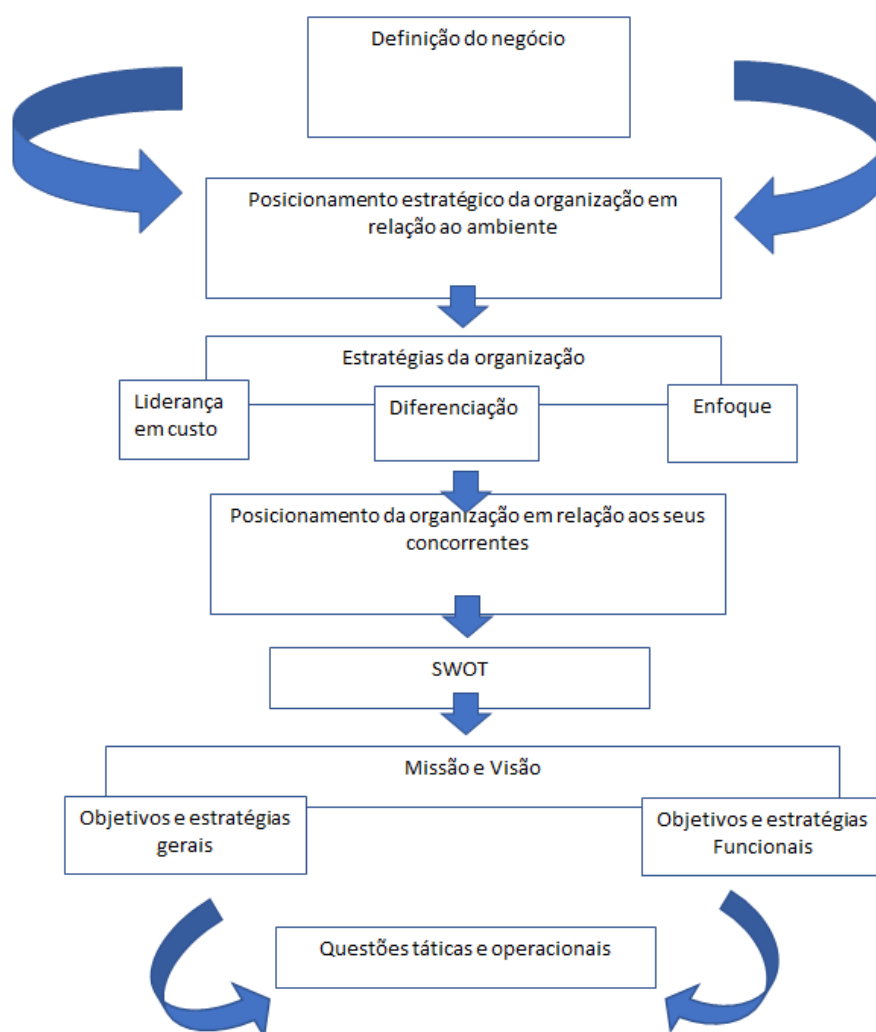 Definição do negócio
Posicionamento estratégico da organização em
relação ao ambiente
Estratégias da organização
Liderança
em custo
Diferenciação
Enfoque
Posicionamento da organização em relação aos seus
concorrentes
SWOT
Missão e Visão
Objetivos e estratégias
gerais
Objetivos e estratégias
Funcionais
Questões táticas e operacionais